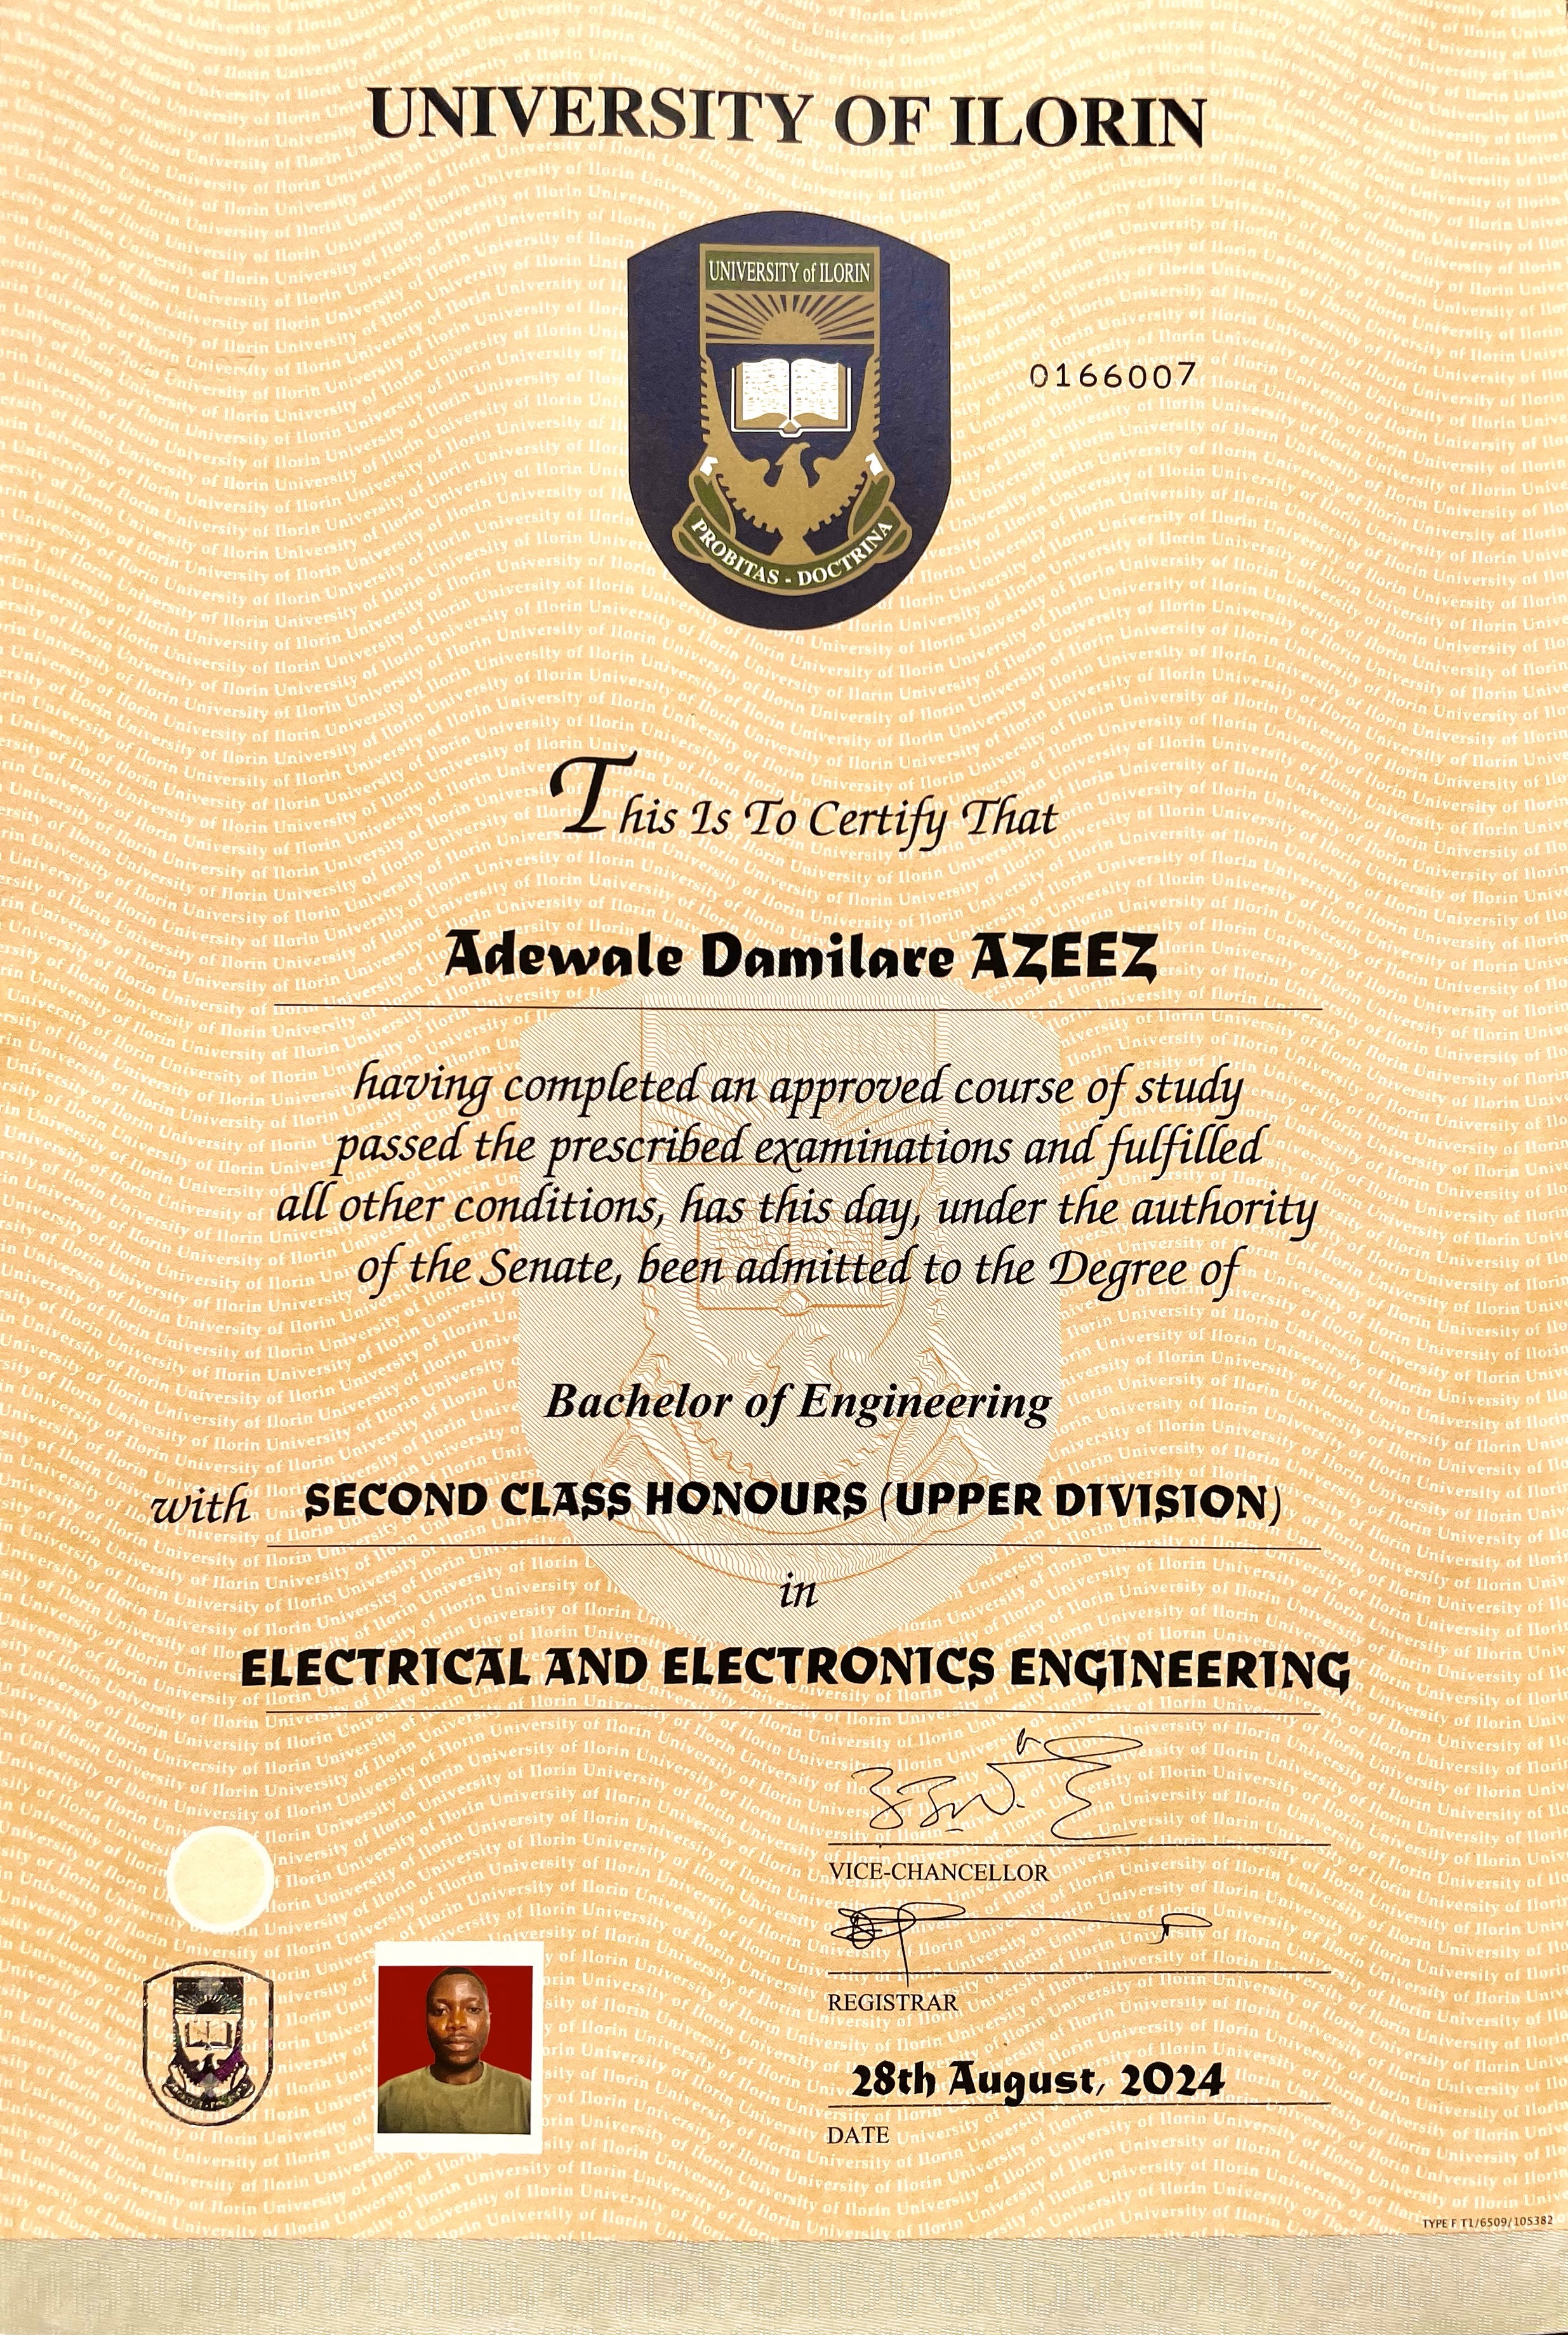 UNIVERSITY OF ILORIN
UNIVERSITY of ILORIN
0166007
PROBITAS - DOCTRINA
This Is To Certify That
Adewale Damilare AZEEZ
having completed an approved course of study
passed the prescribed examinations and fulfilled
all other conditions, has this day, under the authority
of the Senate, been admitted to the Degree of
Bachelor of Engineering
with SECOND CLASS HONOURS (UPPER DIVISION)
in
ELECTRICAL AND ELECTRONICS ENGINEERING
VICE-CHANCELLOR
REGISTRAR
28th August, 2024
DATE
TYPE F T1/6509/105382